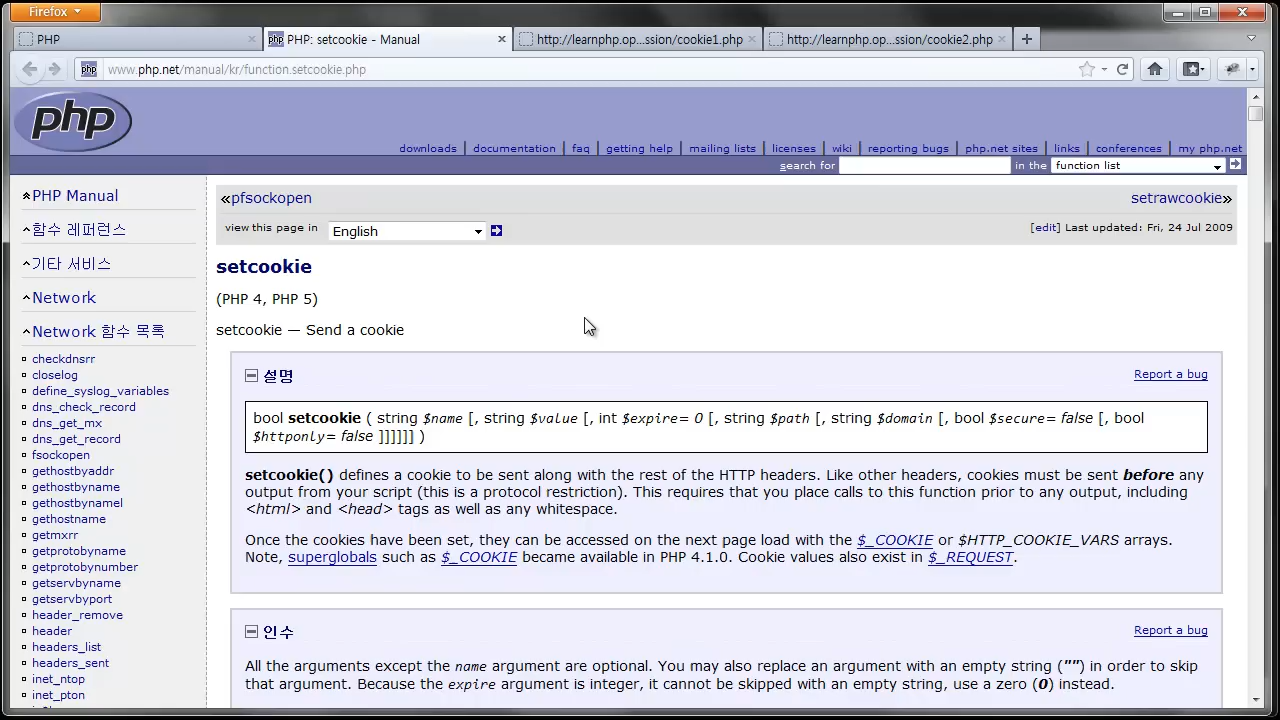 Firefox
PHP
PHP: setcookie - Manual
http://learnphp.op...ssion/cookie1.php
http://learnphp.op...ssion/cookie2.php
www.php.net/manual/kr/function.setcookie.php
php
downloads | documentation | faq | getting help | mailing lists | licenses | wiki | reporting bugs | php.net sites | links | conferences | my php.net
search for in the function list
PHP Manual
함수 레퍼런스
기타 서비스
Network
Network 함수 목록
checkdnsrr
closelog
define_syslog_variables
dns_check_record
dns_get_mx
dns_get_record
fsockopen
gethostbyaddr
gethostbyname
gethostbynamel
gethostname
getmxrr
getprotobyname
getprotobynumber
getservbyname
getservbyport
header_remove
header
headers_list
headers_sent
inet_ntop
inet_pton
«pfsockopen
setrawcookie»
view this page in English
[edit] Last updated: Fri, 24 Jul 2009
setcookie
(PHP 4, PHP 5)
setcookie — Send a cookie
설명
Report a bug
bool setcookie ( string $name [, string $value [, int $expire= 0 [, string $path [, string $domain [, bool $secure= false [, bool
$httponly= false ]]]]]] )
setcookie() defines a cookie to be sent along with the rest of the HTTP headers. Like other headers, cookies must be sent before any
output from your script (this is a protocol restriction). This requires that you place calls to this function prior to any output, including
<html> and <head> tags as well as any whitespace.
Once the cookies have been set, they can be accessed on the next page load with the $_COOKIE or $HTTP_COOKIE_VARS arrays.
Note, superglobals such as $_COOKIE became available in PHP 4.1.0. Cookie values also exist in $_REQUEST.
인수
Report a bug
All the arguments except the name argument are optional. You may also replace an argument with an empty string ("") in order to skip
that argument. Because the expire argument is integer, it cannot be skipped with an empty string, use a zero (0) instead.